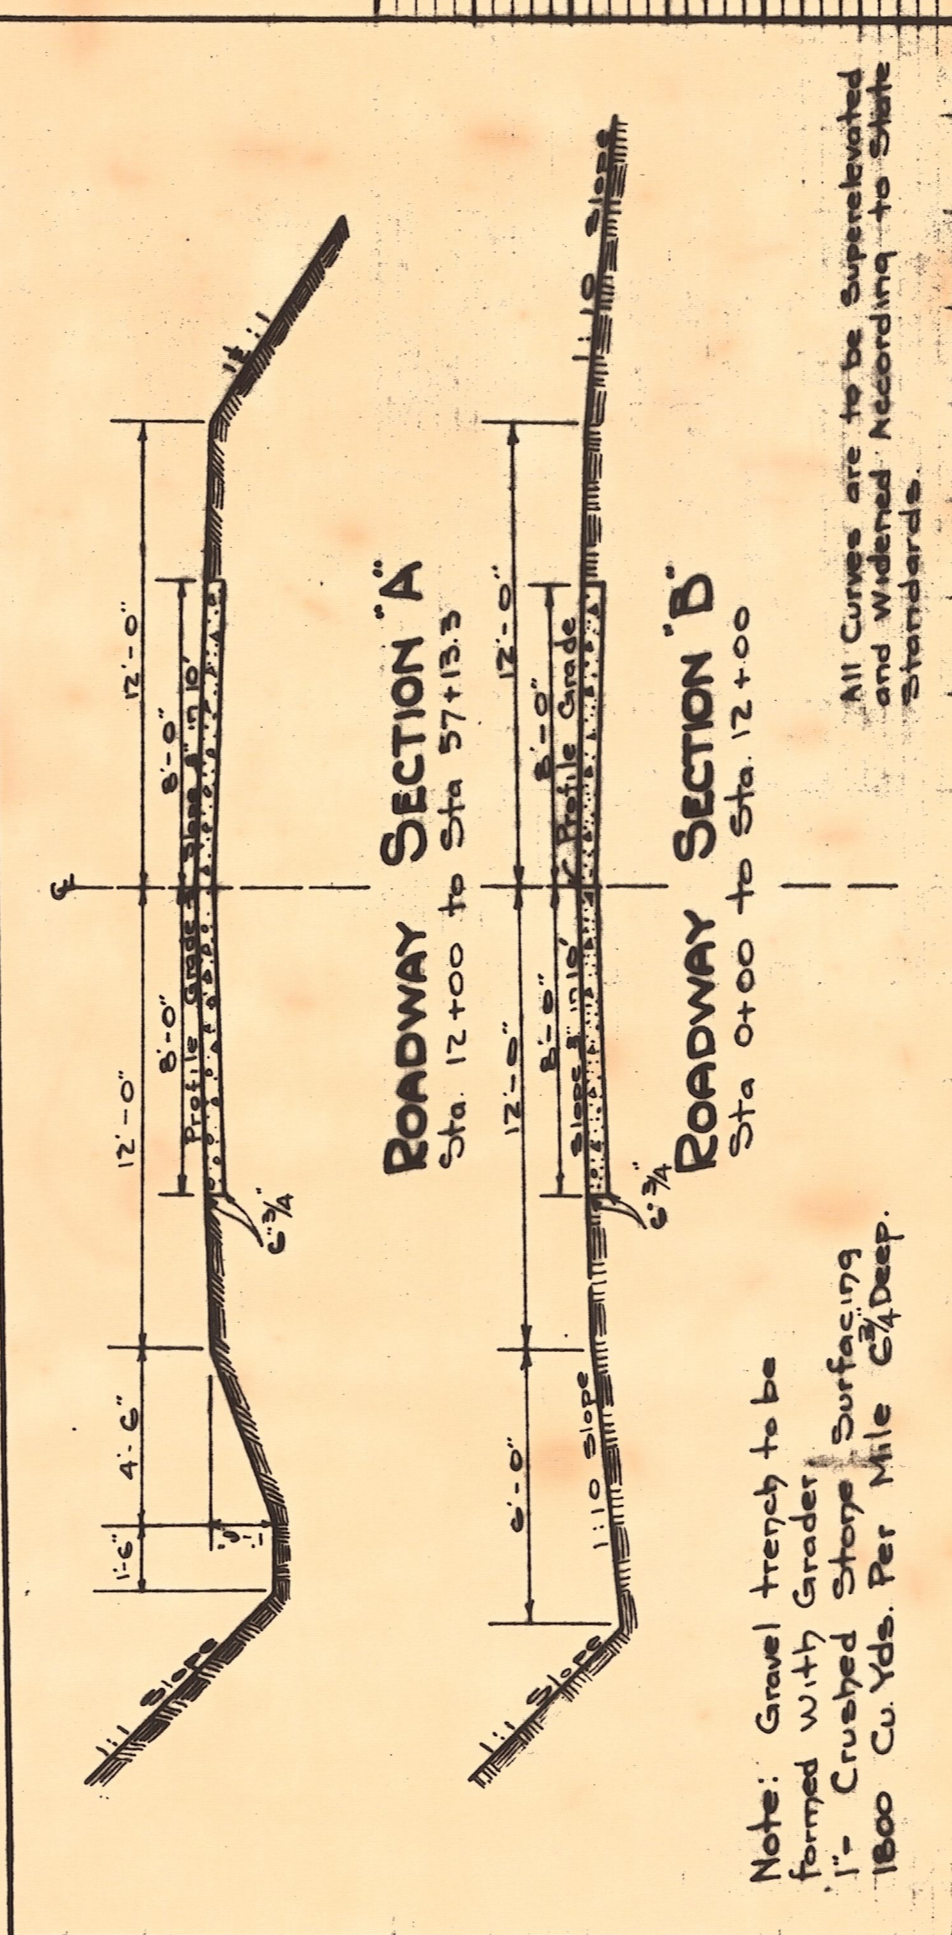 ℄
12'-0"
12'-0"
4'-6"
1'-6"
8'-0"
8'-0"
Profile Grade
Slope
in 10'
1:1 Slope
6"3/4"
:1
ROADWAY SECTION "A"
Sta. 12+00 to Sta 57+13.3
6'-0"
12'-0"
12'-0"
8'-0"
8'-0"
Slope
in 10'
Profile Grade
1:1 Slope
1:10 Slope
1:10 Slope
6"3/4"
ROADWAY SECTION "B"
Sta 0+00 to Sta. 12+00
Note: Gravel trench to be
formed with Grader
1"- Crushed Stone Surfacing
1800 Cu. Yds. Per Mile 6"3/4 Deep.
All Curves are to be Superelevated
and Widened According to State
Standards.